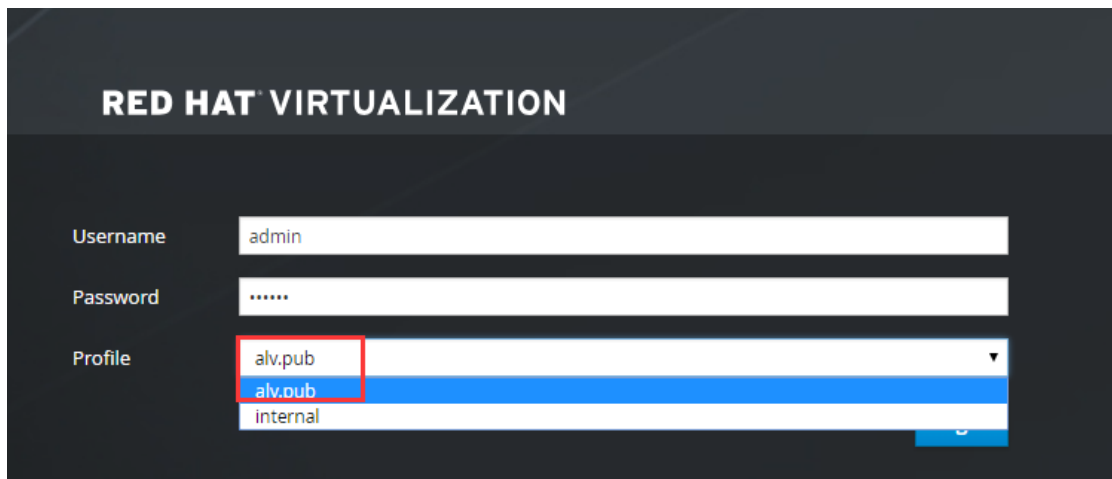 RED HAT® VIRTUALIZATION
Username admin
Password ••••••
Profile alv.pub ▼
alv.pub
internal